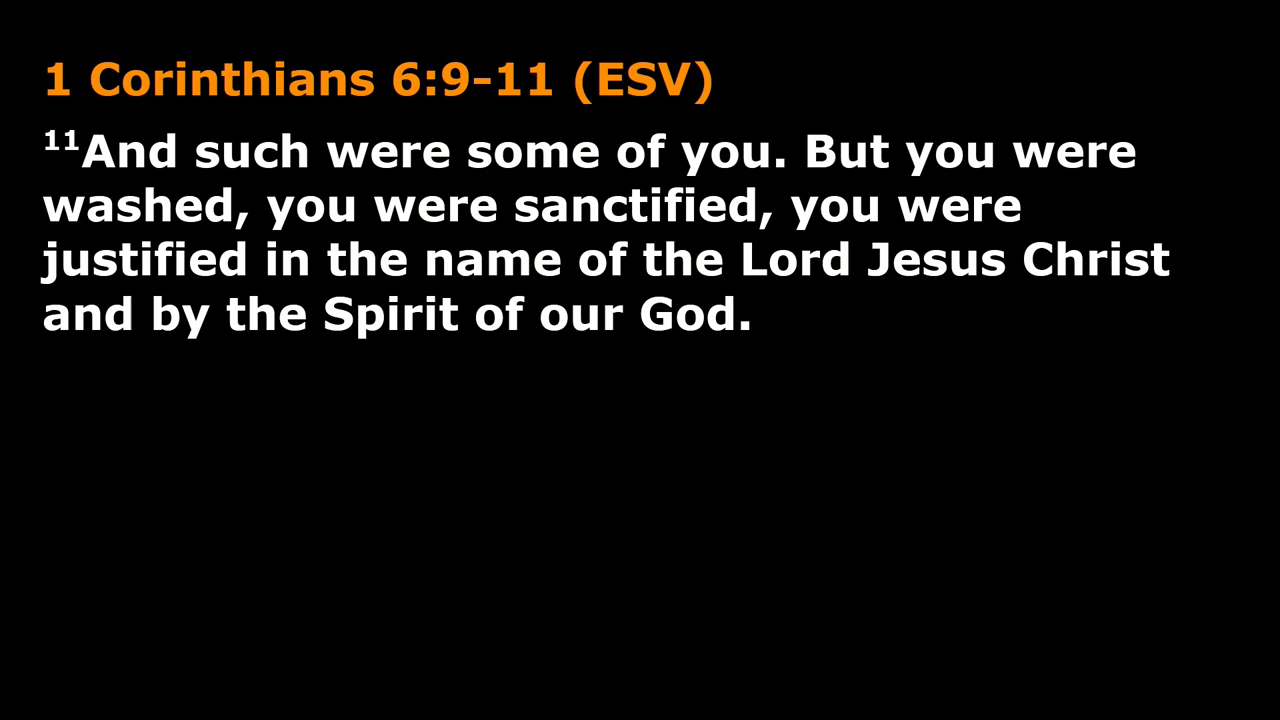 1 Corinthians 6:9-11 (ESV)
11And such were some of you. But you were
washed, you were sanctified, you were
justified in the name of the Lord Jesus Christ
and by the Spirit of our God.